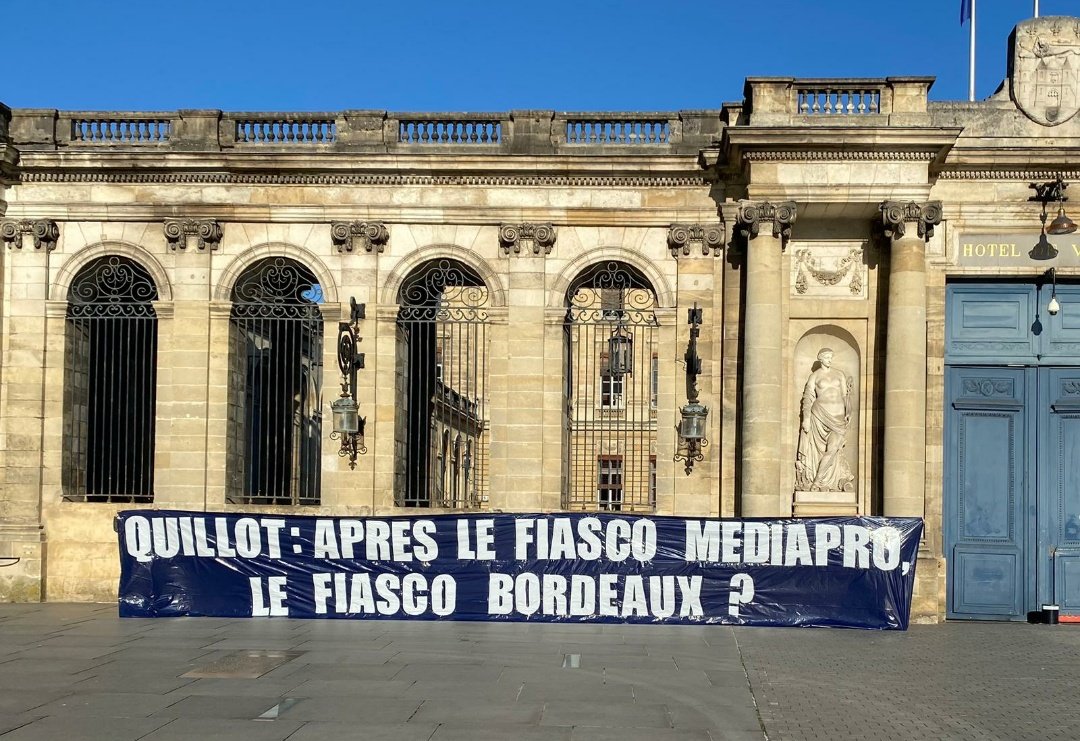 HOTEL
QUILLOT: APRES LE FIASCO MEDIAPRO,
LE FIASCO BORDEAUX ?